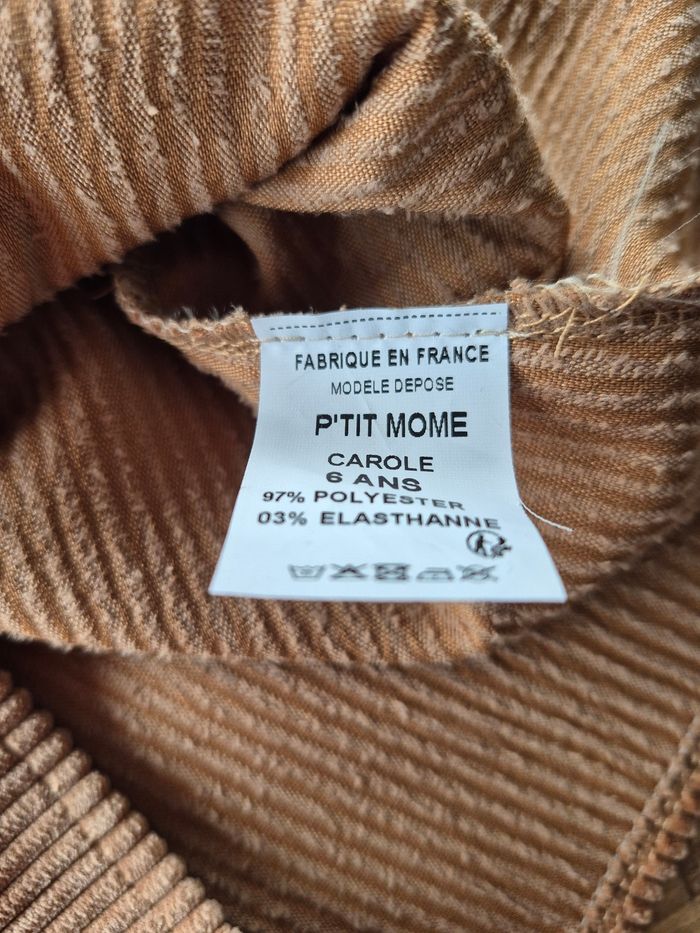 FABRIQUE EN FRANCE
MODELE DEPOSE
P'TIT MOME
CAROLE
6 ANS
97% POLYESTER
03% ELASTHANNE